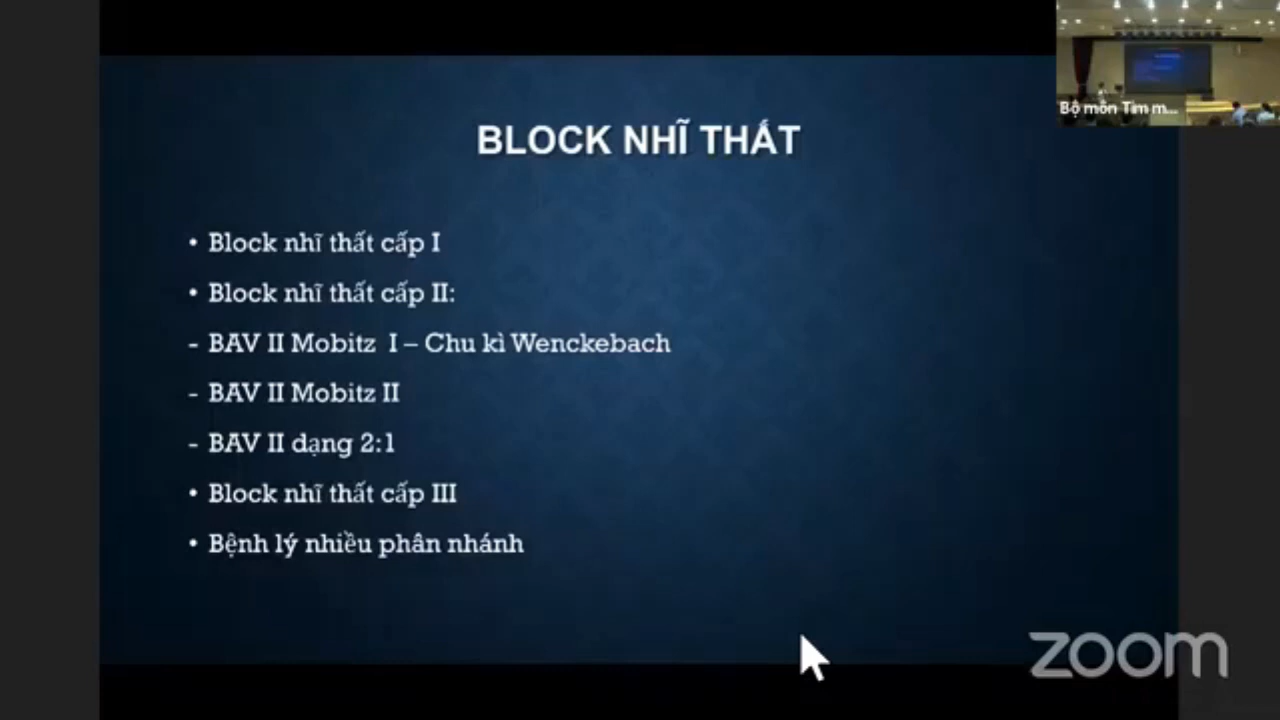 Bộ môn Tim m...
BLOCK NHĨ THẤT
• Block nhĩ thất cấp I
• Block nhĩ thất cấp II:
- BAV II Mobitz I – Chu kì Wenckebach
- BAV II Mobitz II
- BAV II dạng 2:1
• Block nhĩ thất cấp III
• Bệnh lý nhiều phân nhánh
zoom